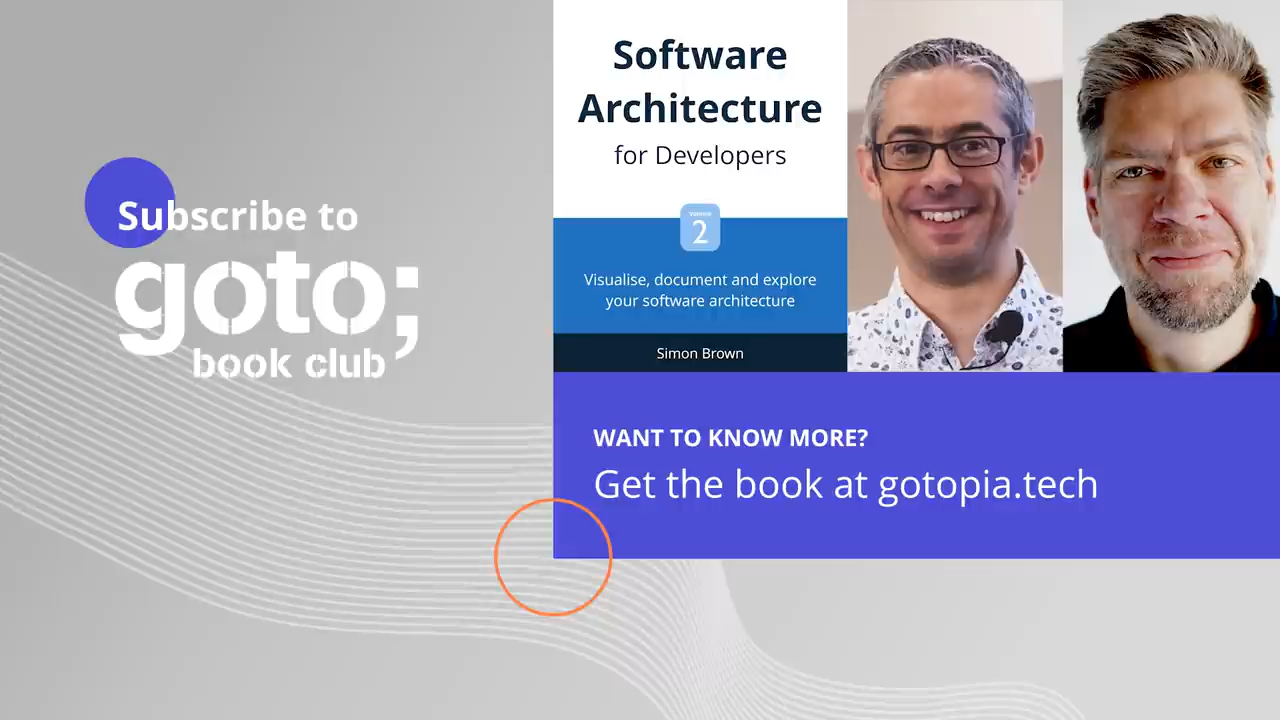 Subscribe to
goto;
book club
Software
Architecture
for Developers
Volume
2
Visualise, document and explore
your software architecture
Simon Brown
WANT TO KNOW MORE?
Get the book at gotopia.tech